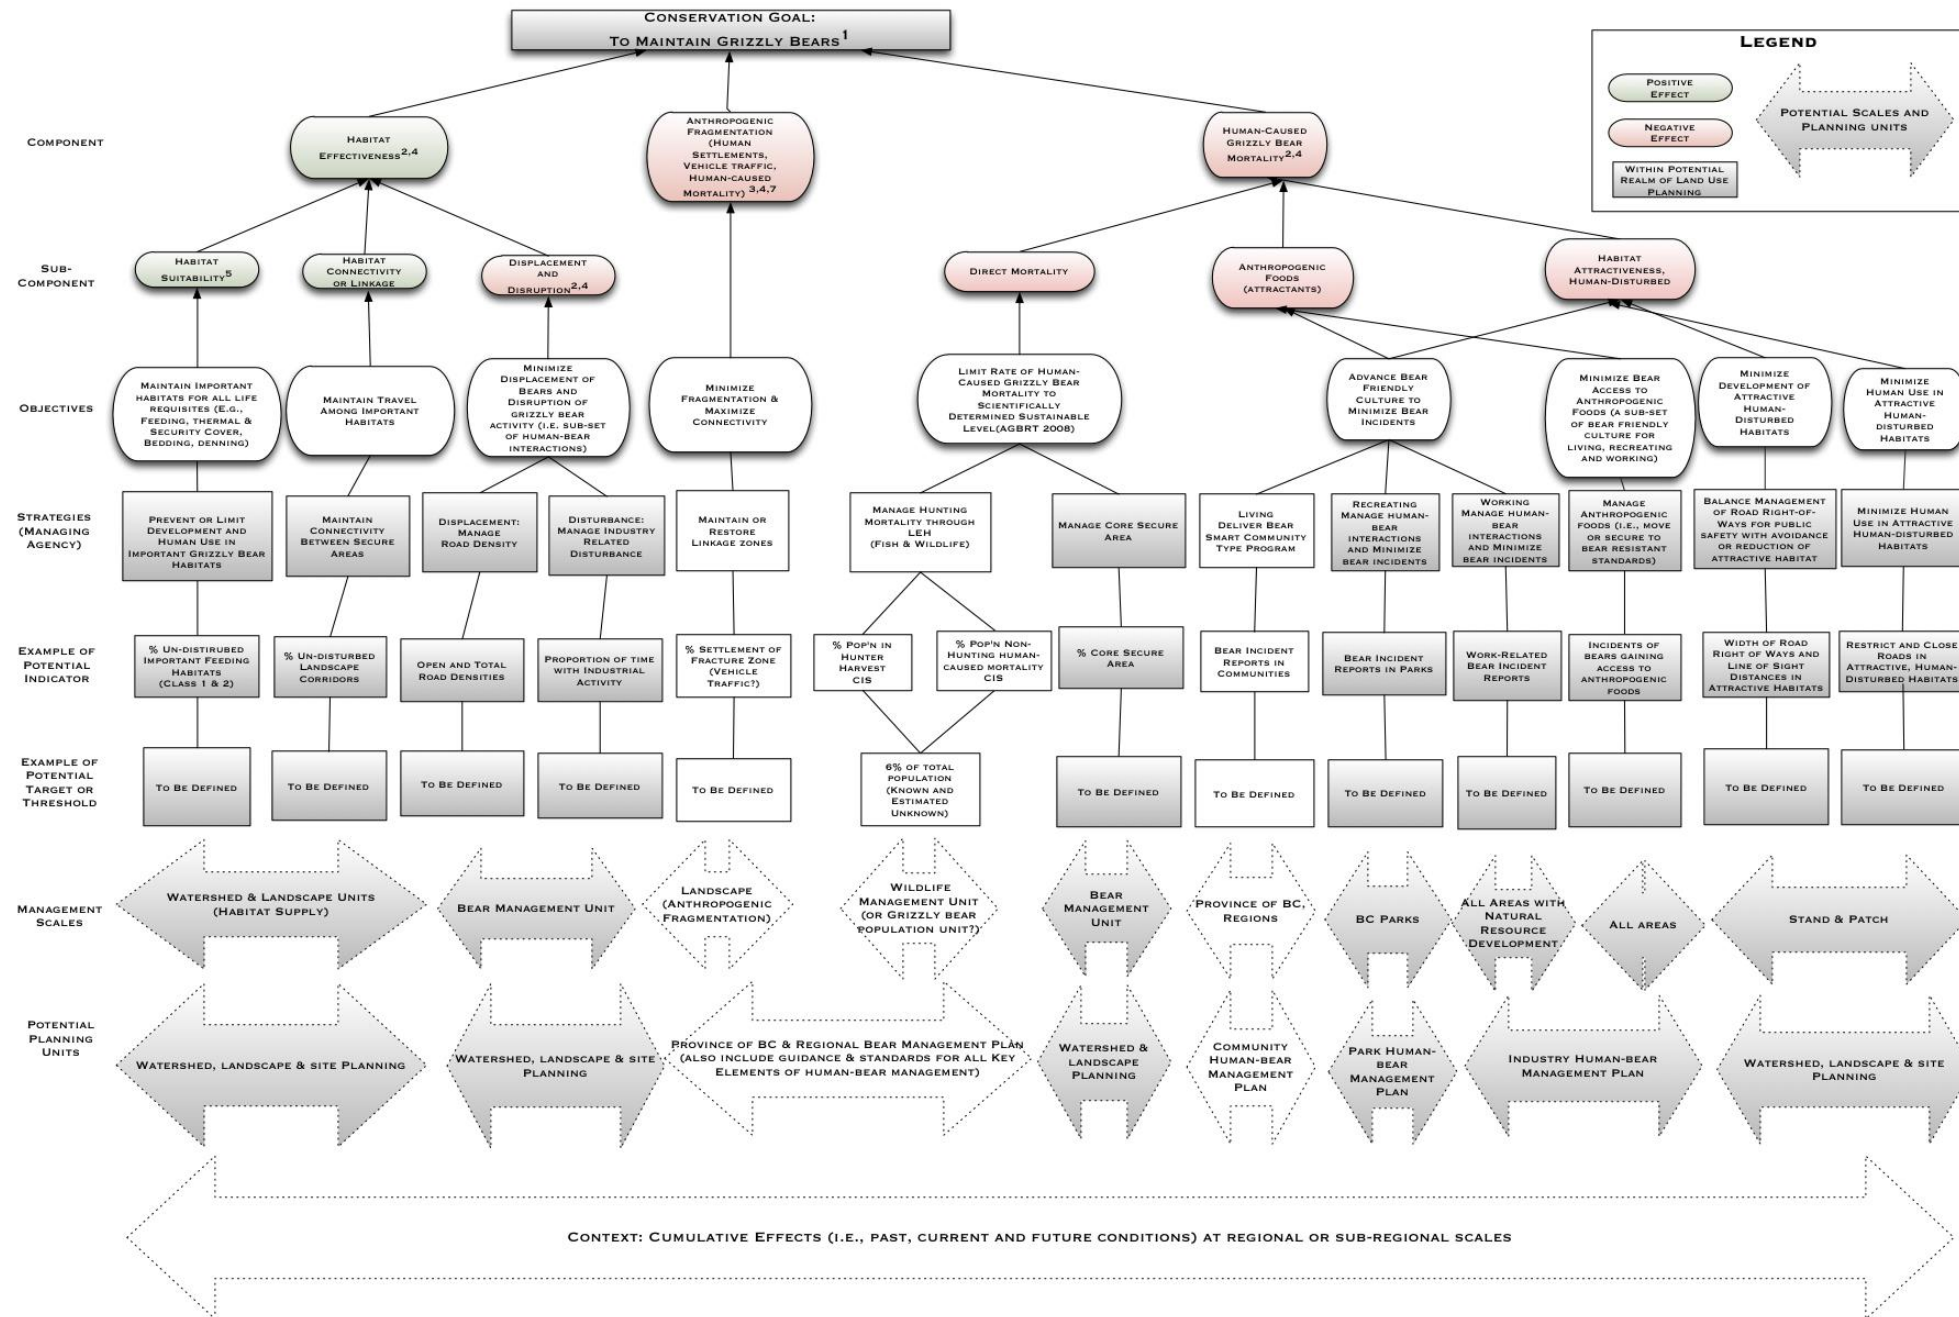 Conservation Goal:
To Maintain Grizzly Bears1
Legend
Positive
Effect
Negative
Effect
Within Potential
Realm of Land Use
Planning
Potential Scales and
Planning units
Component
Habitat
Effectiveness2,4
Anthropogenic
Fragmentation
(Human
Settlements,
Vehicle traffic,
Human-caused
Mortality) 3,4,7
Human-Caused
Grizzly Bear
Mortality2,4
Sub-
Component
Habitat
Suitability5
Habitat
Connectivity
or Linkage
Displacement
and
Disruption2,4
Direct Mortality
Anthropogenic
Foods
(attractants)
Habitat
Attractiveness,
Human-Disturbed
Objectives
Maintain Important
habitats for all life
requisites (E.g.,
Feeding, thermal &
Security Cover,
Bedding, denning)
Maintain Travel
Among Important
Habitats
Minimize
Displacement of
Bears and
Disruption of
grizzly bear
activity (i.e. sub-set
of human-bear
interactions)
Minimize
Fragmentation &
Maximize
Connectivity
Limit Rate of Human-
Caused Grizzly Bear
Mortality to
Scientifically
Determined Sustainable
Level(AGBRT 2008)
Advance Bear
Friendly
Culture to
Minimize Bear
Incidents
Minimize Bear
Access to
Anthropogenic
Foods (a sub-set
of bear friendly
culture for
living, recreating
and working)
Minimize
Development of
Attractive
Human-
Disturbed
Habitats
Minimize
Human Use in
Attractive
Human-
disturbed
Habitats
Strategies
(Managing
Agency)
Prevent or Limit
Development and
Human Use in
Important Grizzly Bear
Habitats
Maintain
Connectivity
Between Secure
Areas
Displacement:
Manage
Road Density
Disturbance:
Manage Industry
Related
Disturbance
Maintain or
Restore
Linkage zones
Manage Hunting
Mortality through
LEH
(Fish & Wildlife)
Manage Core Secure
Area
Living
Deliver Bear
Smart Community
Type Program
Recreating
Manage human-
bear
interactions
and Minimize
bear incidents
Working
Manage human-
bear
interactions
and Minimize
bear incidents
Manage
Anthropogenic
foods (i.e., move
or secure to
bear resistant
standards)
Balance Management
of Road Right-of-
Ways for public
safety with avoidance
or reduction of
attractive habitat
Minimize Human
Use in Attractive
Human-disturbed
Habitats
Example of
Potential
Indicator
% Un-distirubed
Important Feeding
Habitats
(Class 1 & 2)
% Un-disturbed
Landscape
Corridors
Open and Total
Road Densities
Proportion of time
with Industrial
Activity
% Settlement of
Fracture Zone
(Vehicle
Traffic?)
% Pop'n in
Hunter
Harvest
CIS
% Pop'n Non-
Hunting human-
caused mortality
CIS
% Core Secure
Area
Bear Incident
Reports in
Communities
Bear Incident
Reports in Parks
Work-Related
Bear Incident
Reports
Incidents of
bears gaining
access to
anthropogenic
foods
Width of Road
Right of Ways and
Line of Sight
Distances in
Attractive Habitats
Restrict and Close
Roads in
Attractive, Human-
Disturbed Habitats
Example of
Potential
Target or
Threshold
To Be Defined
To Be Defined
To Be Defined
To Be Defined
To Be Defined
6% of total
population
(Known and
Estimated
Unknown)
To Be Defined
To Be Defined
To Be Defined
To Be Defined
To Be Defined
To Be Defined
To Be Defined
Management
Scales
Watershed & Landscape Units
(Habitat Supply)
Bear Management Unit
Landscape
(Anthropogenic
Fragmentation)
Wildlife
Management Unit
(or Grizzly bear
population unit?)
Bear
Management
Unit
Province of BC,
Regions
BC Parks
All Areas with
Natural
Resource
Development
All areas
Stand & Patch
Potential
Planning
Units
Watershed, landscape & site Planning
Watershed, landscape & site
Planning
Province of BC & Regional Bear Management Plan
(also include guidance & standards for all Key
Elements of human-bear management)
Watershed &
landscape
Planning
Community
Human-bear
Management
Plan
Park Human-
bear
Management
Plan
Industry Human-bear
Management Plan
Watershed, landscape & site
Planning
Context: Cumulative Effects (i.e., past, current and future conditions) at regional or sub-regional scales